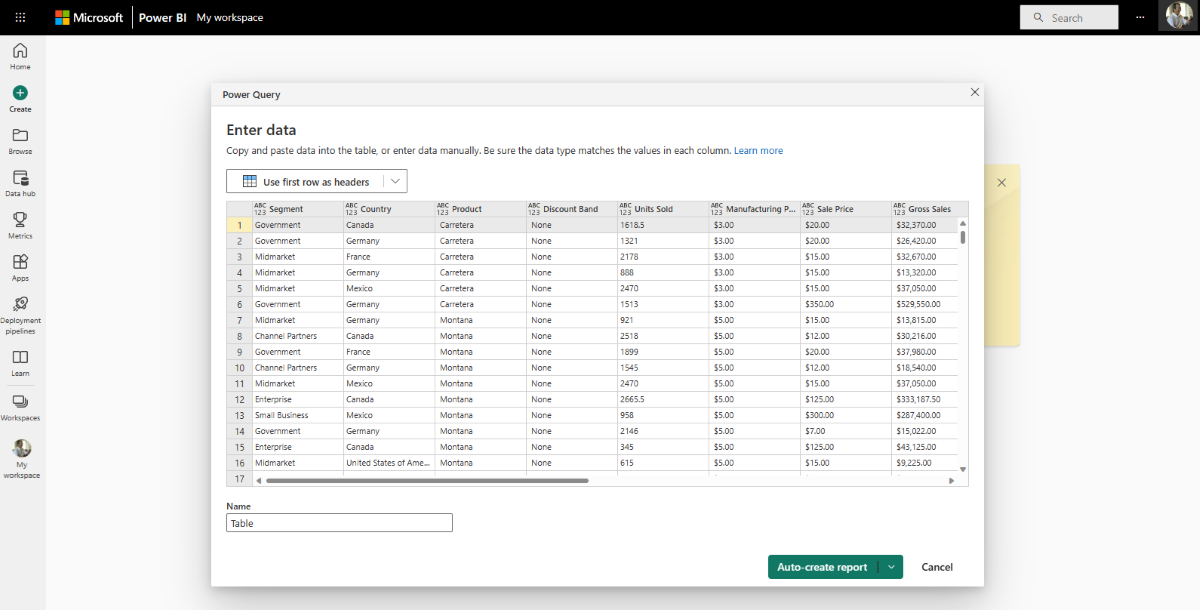 Microsoft Power BI My workspace Search
Home
Create
Browse
Data hub
Metrics
Apps
Deployment
pipelines
Learn
Workspaces
My
workspace
Power Query
Enter data
Copy and paste data into the table, or enter data manually. Be sure the data type matches the values in each column. Learn more
Use first row as headers
ABC 123 Segment ABC 123 Country ABC 123 Product ABC 123 Discount Band ABC 123 Units Sold ABC 123 Manufacturing P... ABC 123 Sale Price ABC 123 Gross Sales
1 Government Canada Carretera None 1618.5 $3.00 $20.00 $32,370.00
2 Government Germany Carretera None 1321 $3.00 $20.00 $26,420.00
3 Midmarket France Carretera None 2178 $3.00 $15.00 $32,670.00
4 Midmarket Germany Carretera None 888 $3.00 $15.00 $13,320.00
5 Midmarket Mexico Carretera None 2470 $3.00 $15.00 $37,050.00
6 Government Germany Carretera None 1513 $3.00 $350.00 $529,550.00
7 Midmarket Germany Montana None 921 $5.00 $15.00 $13,815.00
8 Channel Partners Canada Montana None 2518 $5.00 $12.00 $30,216.00
9 Government France Montana None 1899 $5.00 $20.00 $37,980.00
10 Channel Partners Germany Montana None 1545 $5.00 $12.00 $18,540.00
11 Midmarket Mexico Montana None 2470 $5.00 $15.00 $37,050.00
12 Enterprise Canada Montana None 2665.5 $5.00 $125.00 $333,187.50
13 Small Business Mexico Montana None 958 $5.00 $300.00 $287,400.00
14 Government Germany Montana None 2146 $5.00 $7.00 $15,022.00
15 Enterprise Canada Montana None 345 $5.00 $125.00 $43,125.00
16 Midmarket United States of Ame... Montana None 615 $5.00 $15.00 $9,225.00
17
Name
Table
Auto-create report Cancel